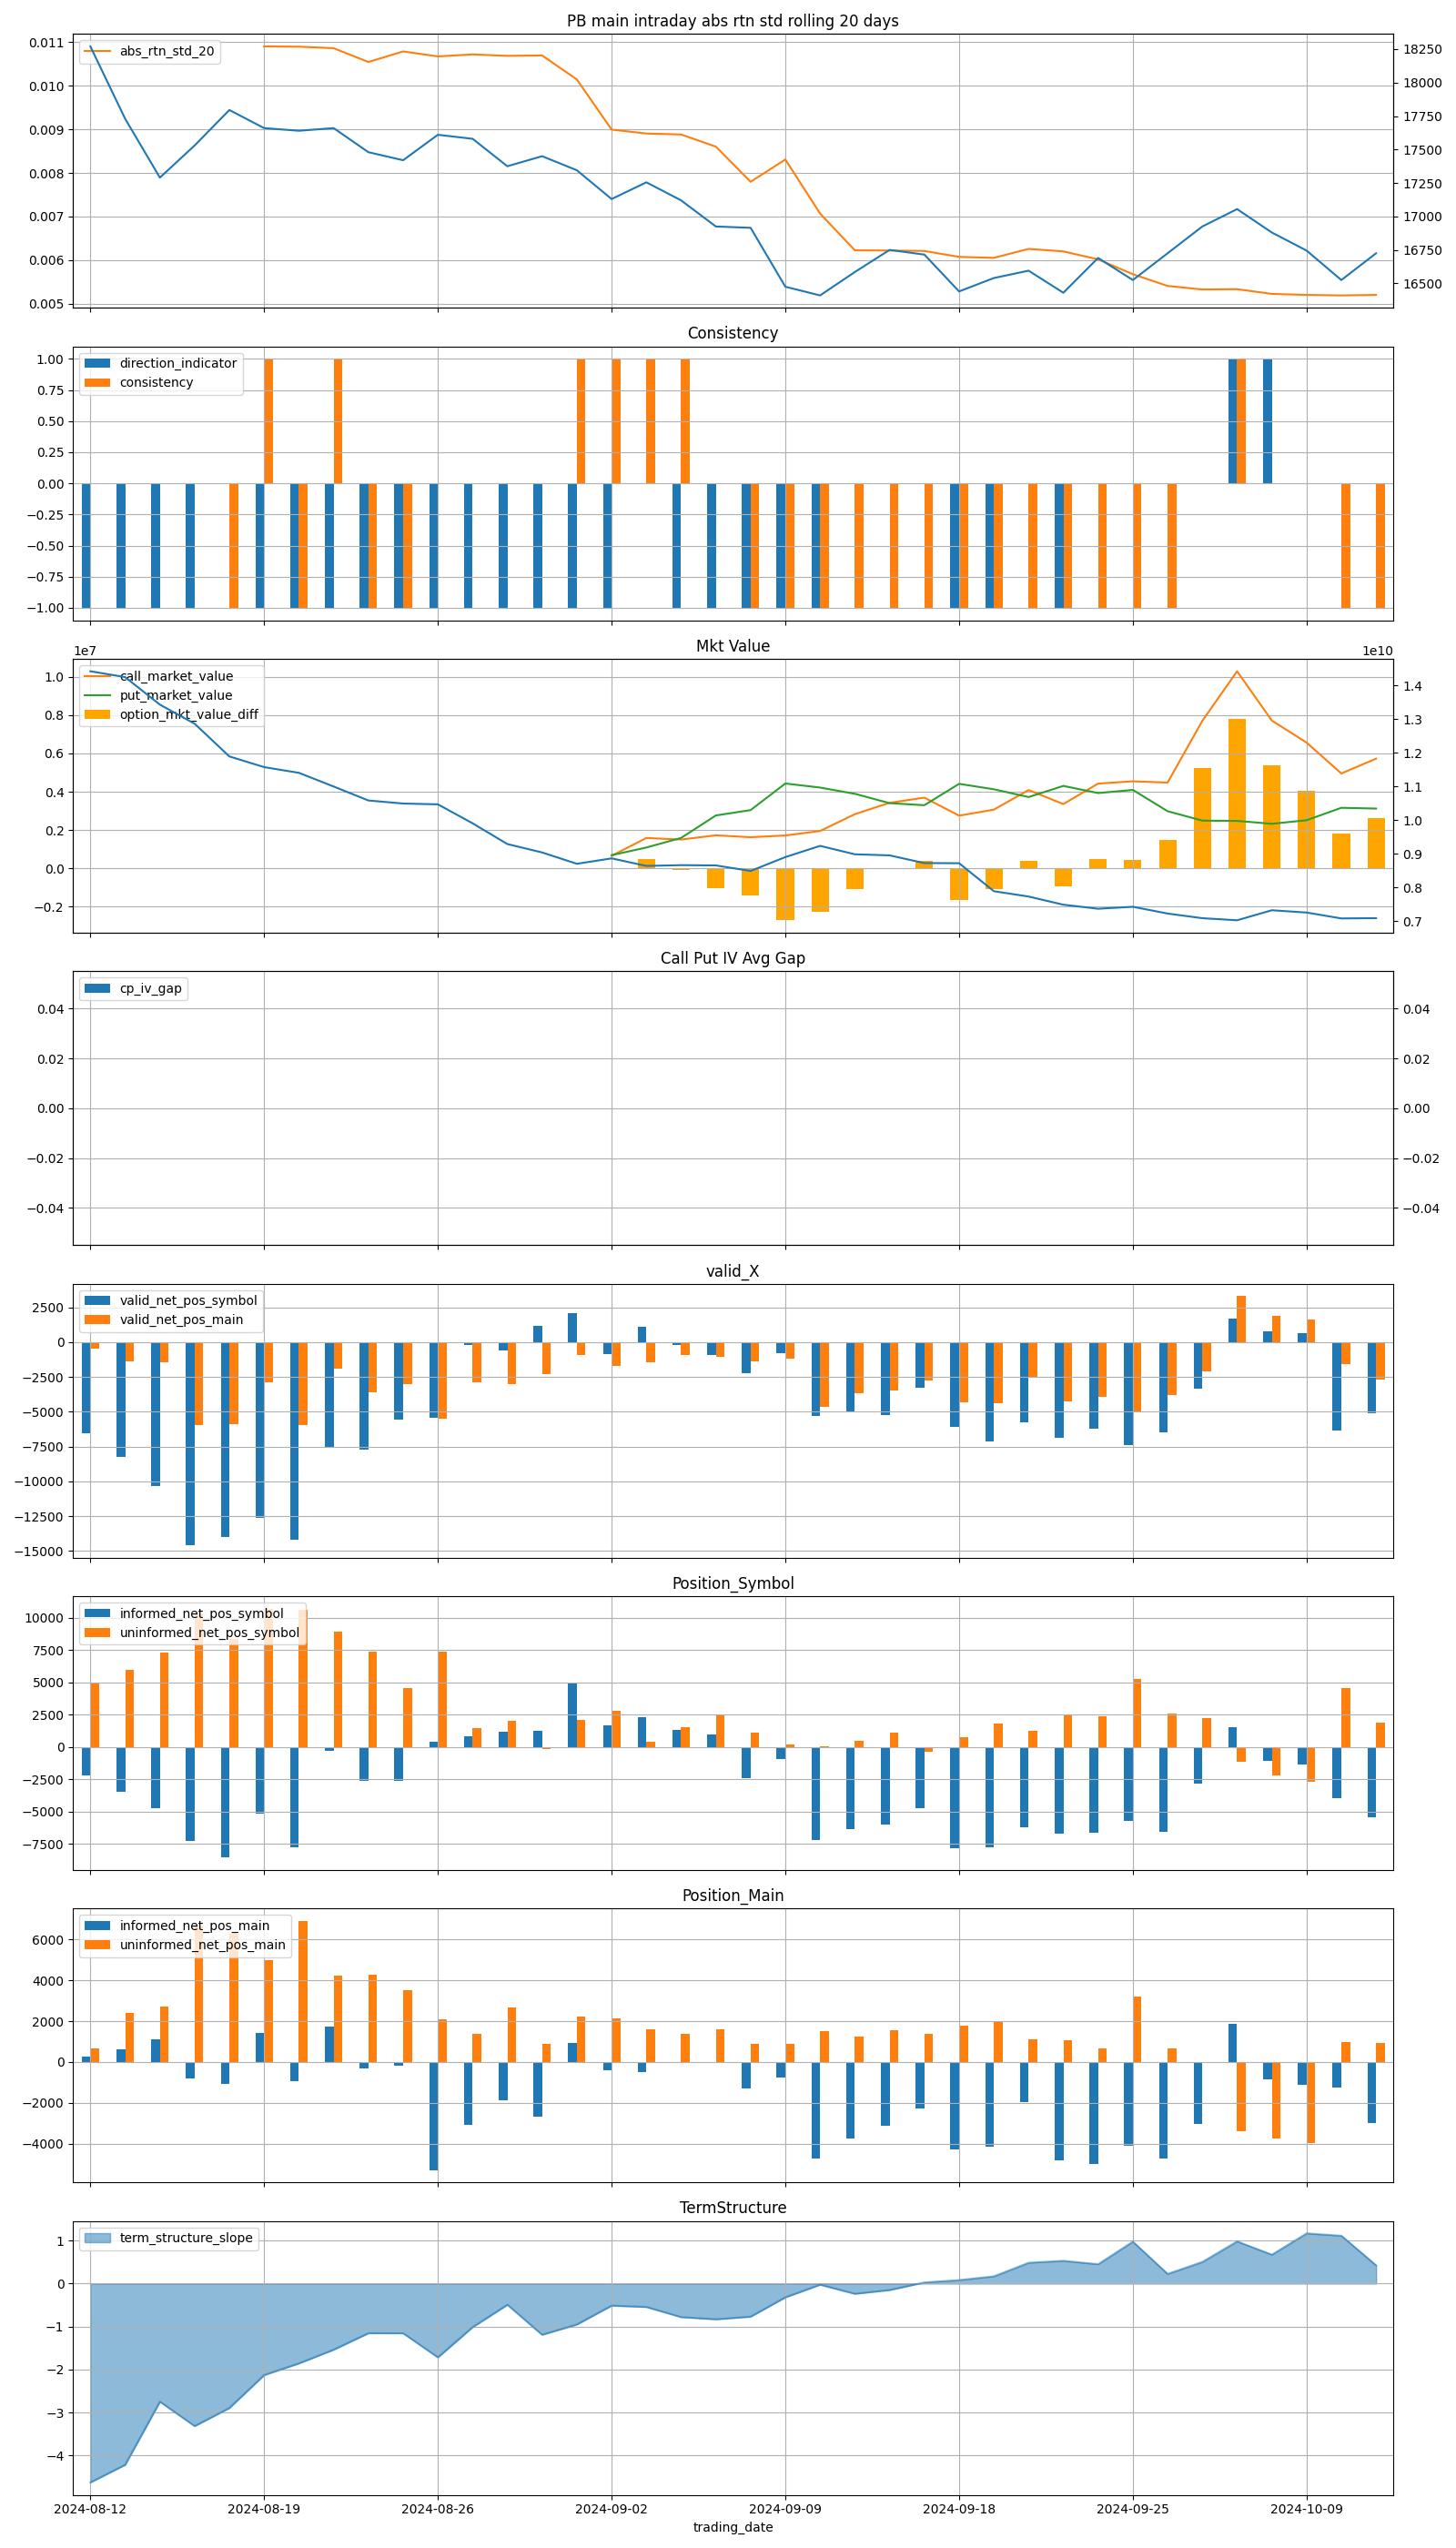 PB main intraday abs rtn std rolling 20 days
abs_rtn_std_20
0.011
0.010
0.009
0.008
0.007
0.006
0.005
18250
18000
17750
17500
17250
17000
16750
16500
Consistency
direction_indicator
consistency
1.00
0.75
0.50
0.25
0.00
−0.25
−0.50
−0.75
−1.00
Mkt Value
1e7
1e10
call_market_value
put_market_value
option_mkt_value_diff
1.0
0.8
0.6
0.4
0.2
0.0
−0.2
1.4
1.3
1.2
1.1
1.0
0.9
0.8
0.7
Call Put IV Avg Gap
cp_iv_gap
0.04
0.02
0.00
−0.02
−0.04
0.04
0.02
0.00
−0.02
−0.04
valid_X
valid_net_pos_symbol
valid_net_pos_main
2500
0
−2500
−5000
−7500
−10000
−12500
−15000
Position_Symbol
informed_net_pos_symbol
uninformed_net_pos_symbol
10000
7500
5000
2500
0
−2500
−5000
−7500
Position_Main
informed_net_pos_main
uninformed_net_pos_main
6000
4000
2000
0
−2000
−4000
TermStructure
term_structure_slope
1
0
−1
−2
−3
−4
2024-08-12 2024-08-19 2024-08-26 2024-09-02 2024-09-09 2024-09-18 2024-09-25 2024-10-09
trading_date